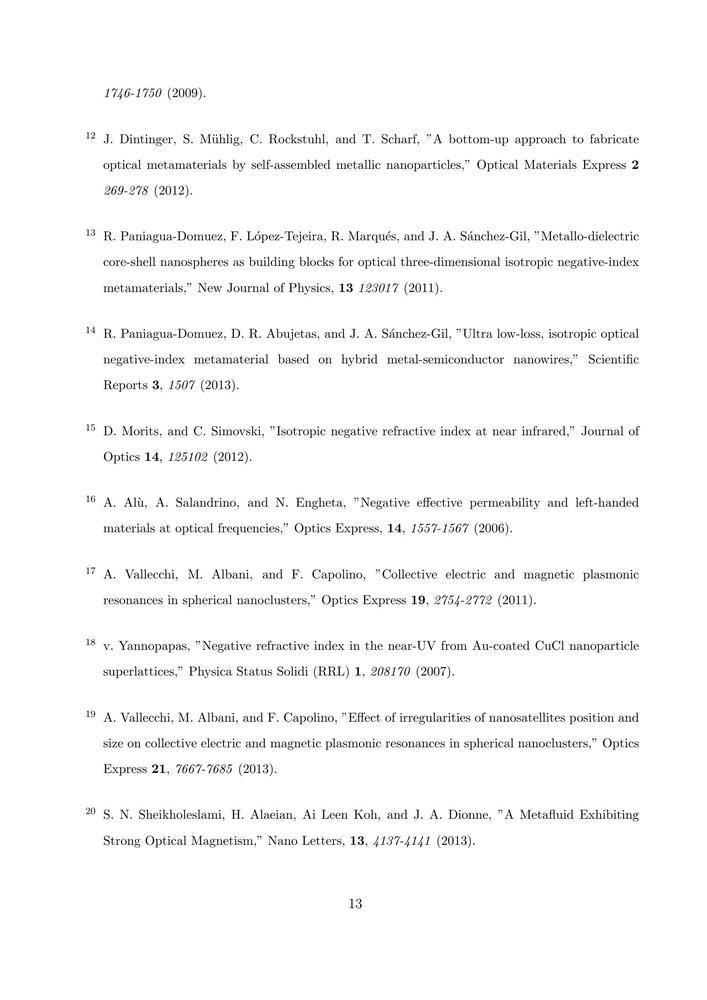 1746-1750 (2009).
12 J. Dintinger, S. Mühlig, C. Rockstuhl, and T. Scharf, ”A bottom-up approach to fabricate
optical metamaterials by self-assembled metallic nanoparticles,” Optical Materials Express 2
269-278 (2012).
13 R. Paniagua-Domuez, F. López-Tejeira, R. Marqués, and J. A. Sánchez-Gil, ”Metallo-dielectric
core-shell nanospheres as building blocks for optical three-dimensional isotropic negative-index
metamaterials,” New Journal of Physics, 13 123017 (2011).
14 R. Paniagua-Domuez, D. R. Abujetas, and J. A. Sánchez-Gil, ”Ultra low-loss, isotropic optical
negative-index metamaterial based on hybrid metal-semiconductor nanowires,” Scientific
Reports 3, 1507 (2013).
15 D. Morits, and C. Simovski, ”Isotropic negative refractive index at near infrared,” Journal of
Optics 14, 125102 (2012).
16 A. Alù, A. Salandrino, and N. Engheta, ”Negative effective permeability and left-handed
materials at optical frequencies,” Optics Express, 14, 1557-1567 (2006).
17 A. Vallecchi, M. Albani, and F. Capolino, ”Collective electric and magnetic plasmonic
resonances in spherical nanoclusters,” Optics Express 19, 2754-2772 (2011).
18 v. Yannopapas, ”Negative refractive index in the near-UV from Au-coated CuCl nanoparticle
superlattices,” Physica Status Solidi (RRL) 1, 208170 (2007).
19 A. Vallecchi, M. Albani, and F. Capolino, ”Effect of irregularities of nanosatellites position and
size on collective electric and magnetic plasmonic resonances in spherical nanoclusters,” Optics
Express 21, 7667-7685 (2013).
20 S. N. Sheikholeslami, H. Alaeian, Ai Leen Koh, and J. A. Dionne, ”A Metafluid Exhibiting
Strong Optical Magnetism,” Nano Letters, 13, 4137-4141 (2013).
13